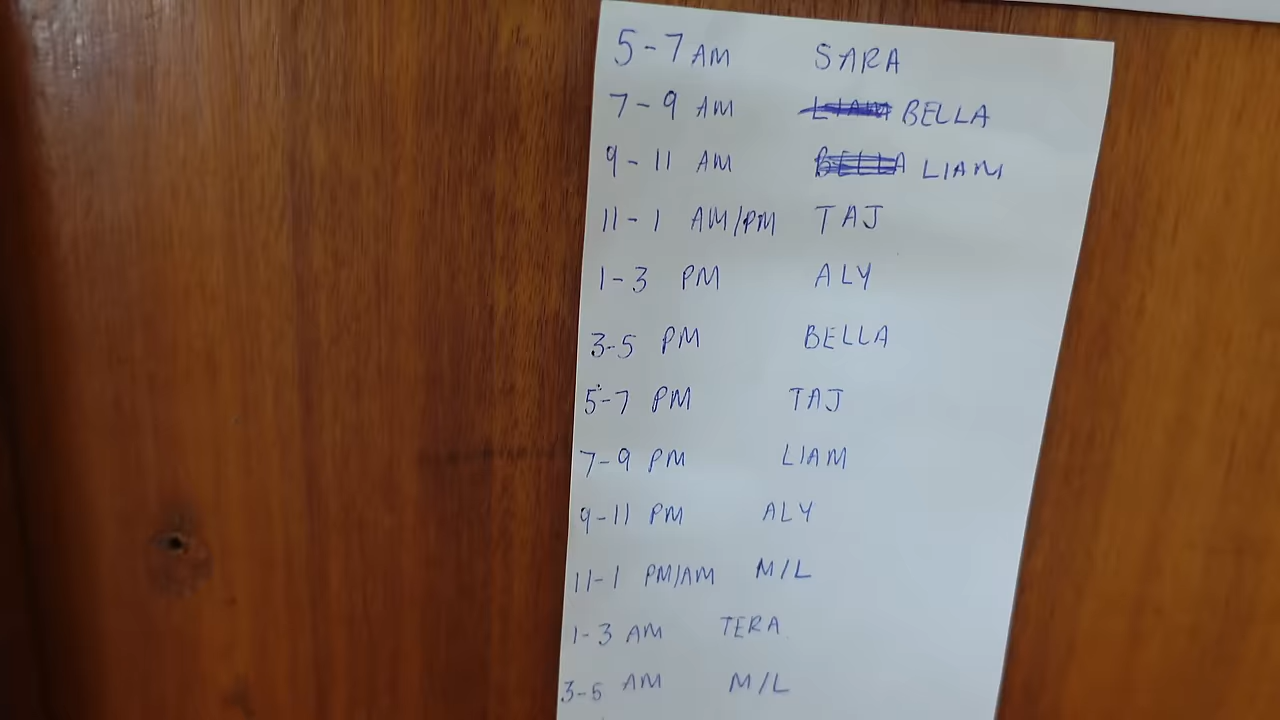 5-7 AM SARA
7-9 AM LIAM BELLA
9-11 AM BELLA LIAM
11-1 AM/PM TAJ
1-3 PM ALY
3-5 PM BELLA
5-7 PM TAJ
7-9 PM LIAM
9-11 PM ALY
11-1 PM/AM M/L
1-3 AM TERA
3-5 AM M/L